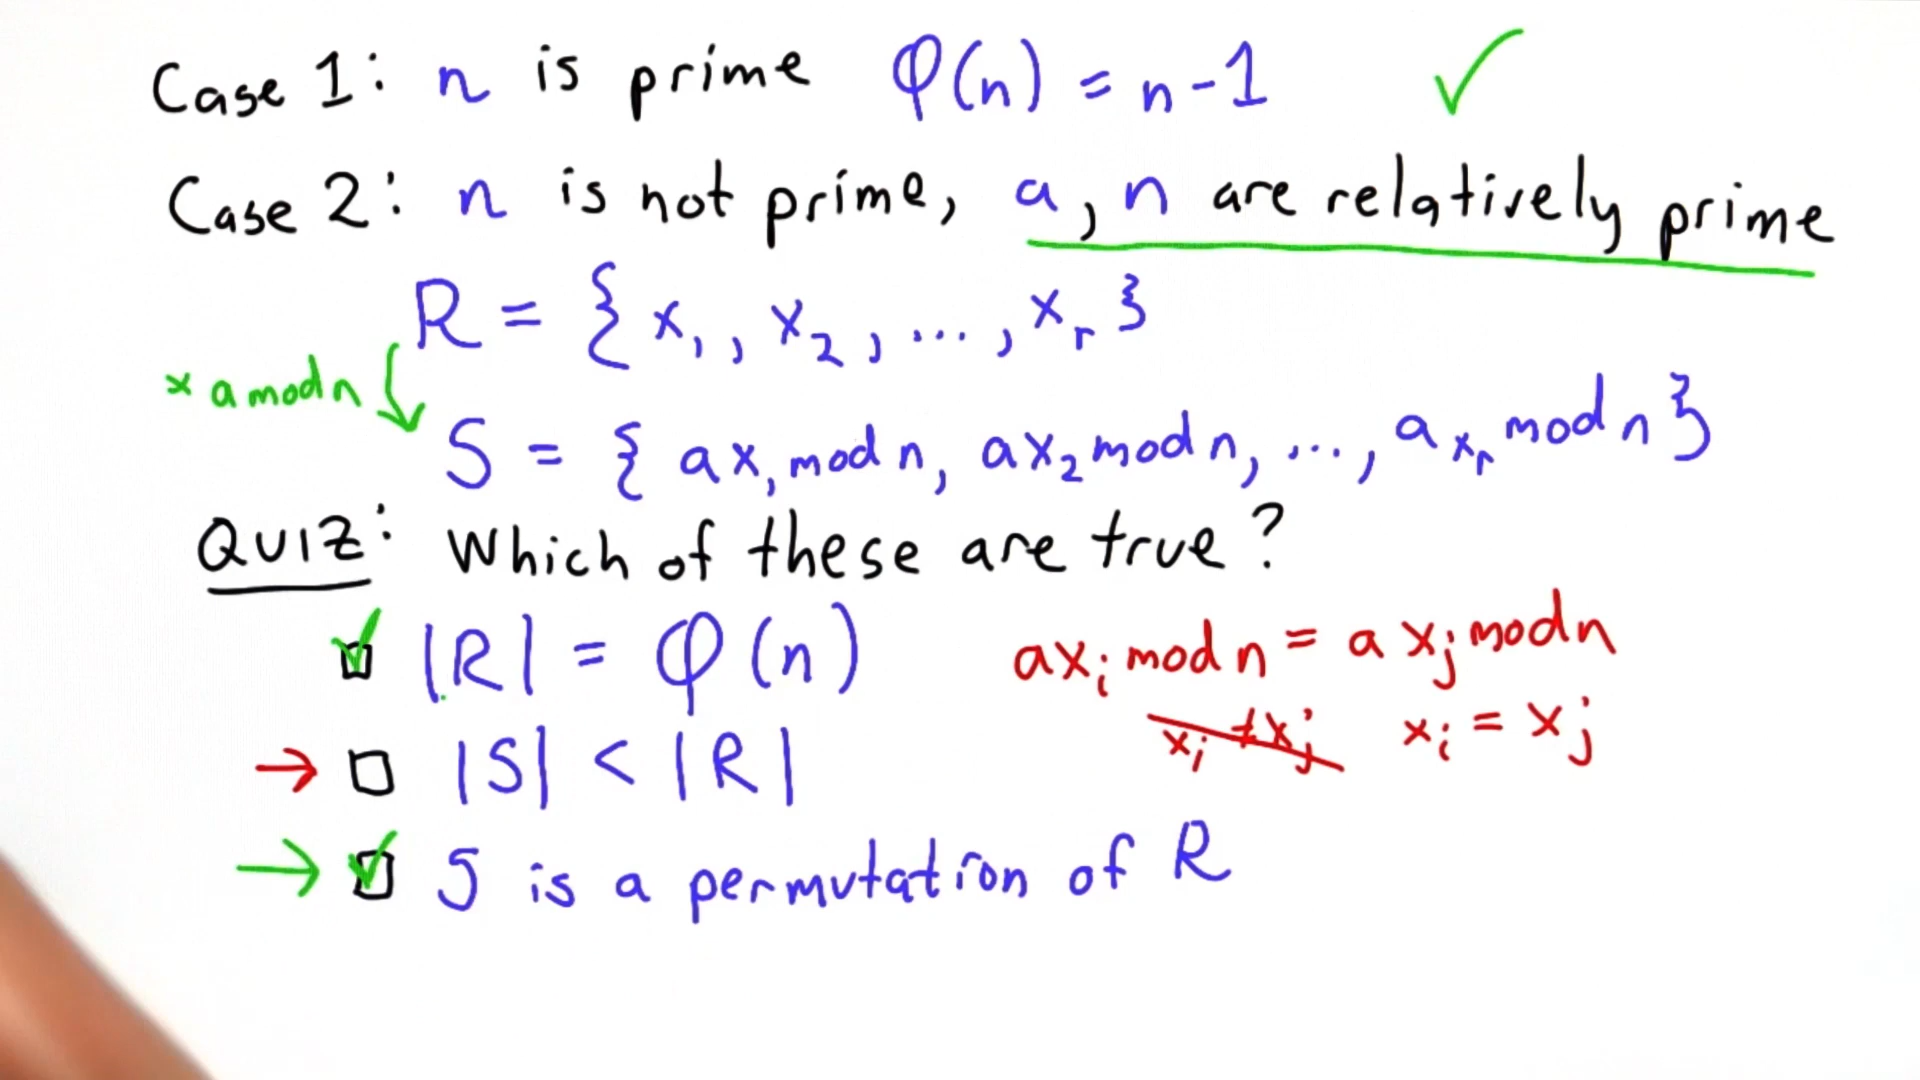 Case 1: n is prime φ(n) = n-1 ✓
Case 2: n is not prime, a, n are relatively prime
R = { x₁, x₂, ..., xᵣ }
× a mod n
S = { ax₁ mod n, ax₂ mod n, ..., axᵣ mod n }
QUIZ: Which of these are true?
|R| = φ(n)
axᵢ mod n = axⱼ mod n
|S| < |R|
xᵢ ≠ xⱼ xᵢ = xⱼ
S is a permutation of R